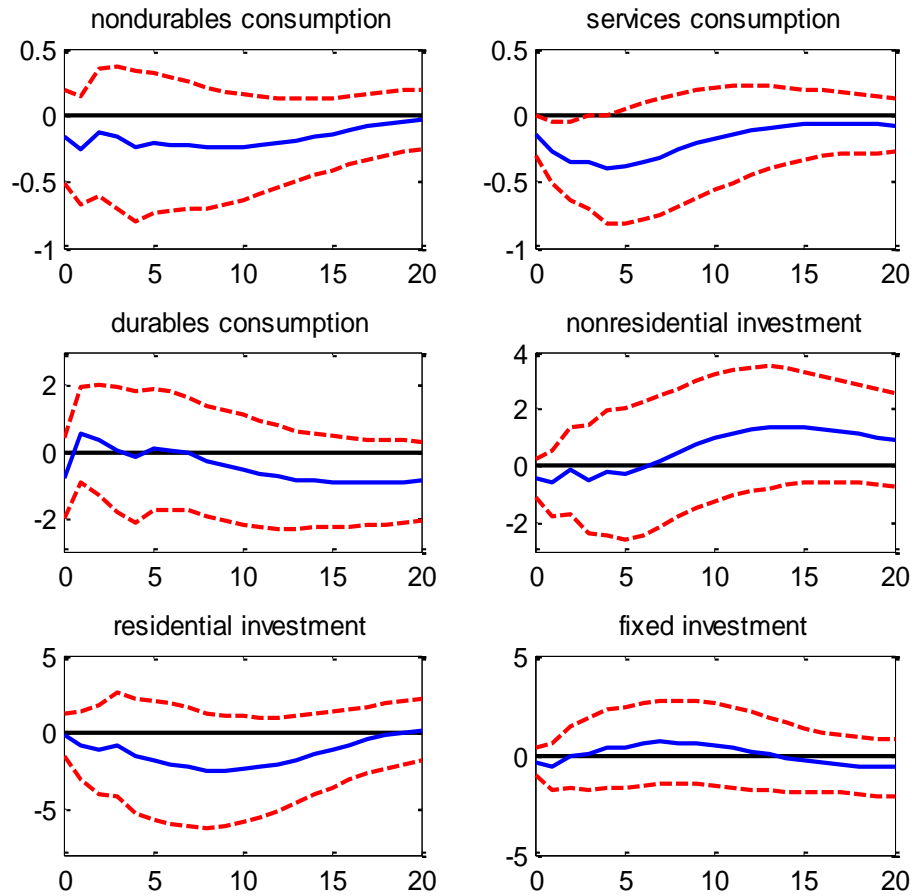 nondurables consumption
0.5
0
-0.5
-1
0 5 10 15 20
services consumption
0.5
0
-0.5
-1
0 5 10 15 20
durables consumption
2
0
-2
0 5 10 15 20
nonresidential investment
4
2
0
-2
0 5 10 15 20
residential investment
5
0
-5
0 5 10 15 20
fixed investment
5
0
-5
0 5 10 15 20